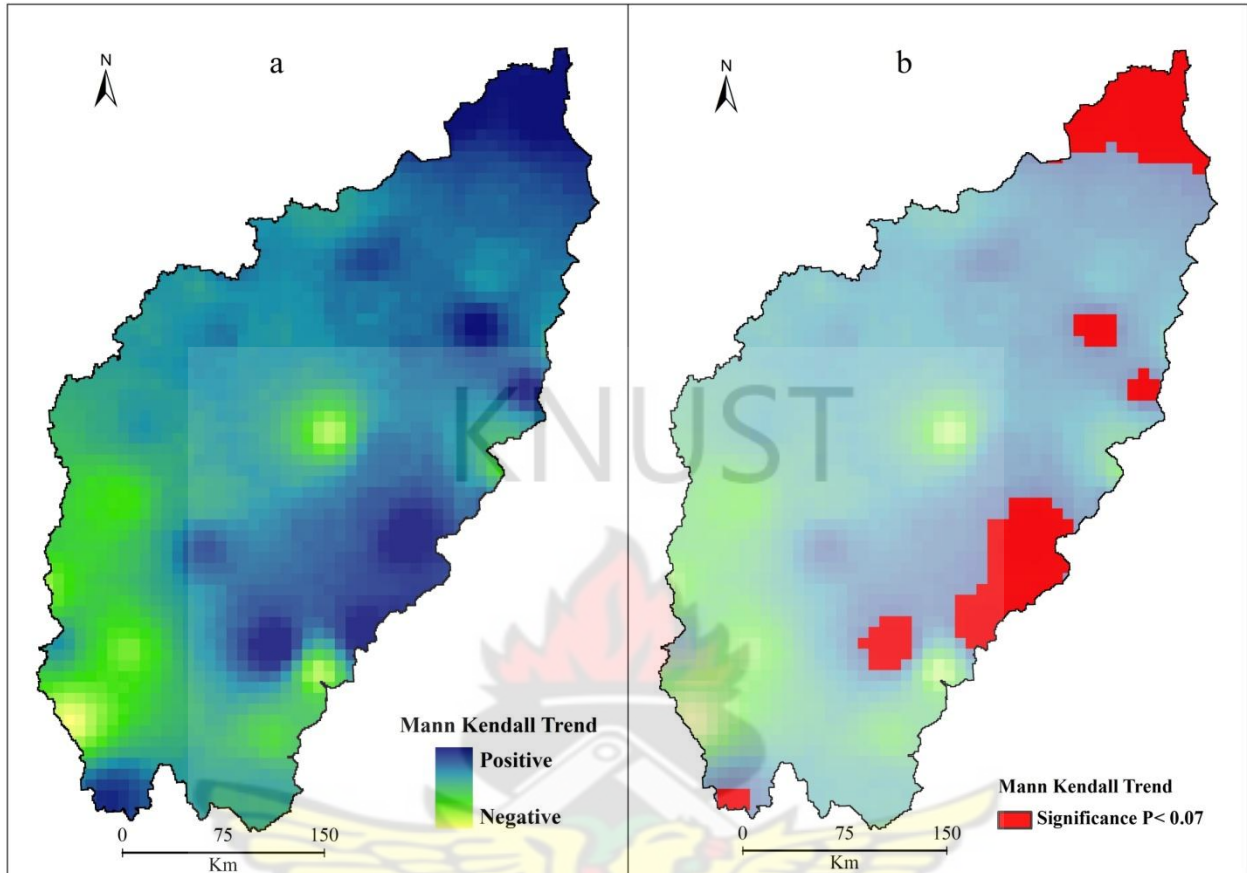 N
a
KNUST
Mann Kendall Trend
Positive
Negative
0 75 150
Km
N
b
Mann Kendall Trend
Significance P< 0.07
0 75 150
Km